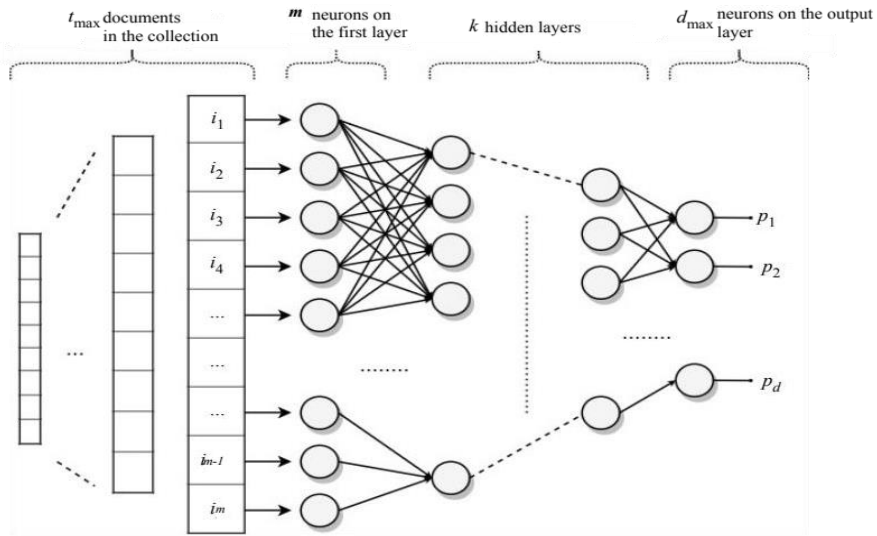 t_max documents
in the collection
m neurons on
the first layer
k hidden layers
d_max neurons on the output
layer
i_1
i_2
i_3
i_4
...
...
...
i_m-1
i_m
...
........
.......
p_1
p_2
p_d